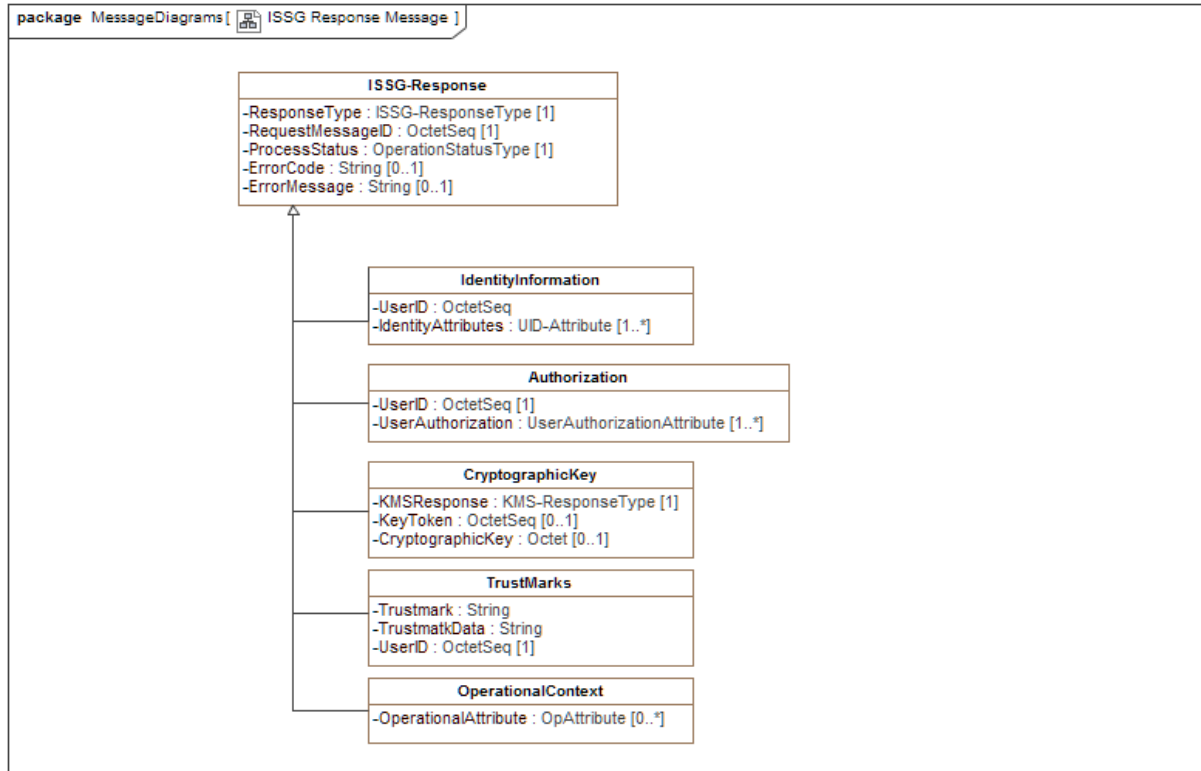 package MessageDiagrams [ ISSG Response Message ]
ISSG-Response
-ResponseType : ISSG-ResponseType [1]
-RequestMessageID : OctetSeq [1]
-ProcessStatus : OperationStatusType [1]
-ErrorCode : String [0..1]
-ErrorMessage : String [0..1]
IdentityInformation
-UserID : OctetSeq
-IdentityAttributes : UID-Attribute [1..*]
Authorization
-UserID : OctetSeq [1]
-UserAuthorization : UserAuthorizationAttribute [1..*]
CryptographicKey
-KMSResponse : KMS-ResponseType [1]
-KeyToken : OctetSeq [0..1]
-CryptographicKey : Octet [0..1]
TrustMarks
-Trustmark : String
-TrustmatkData : String
-UserID : OctetSeq [1]
OperationalContext
-OperationalAttribute : OpAttribute [0..*]